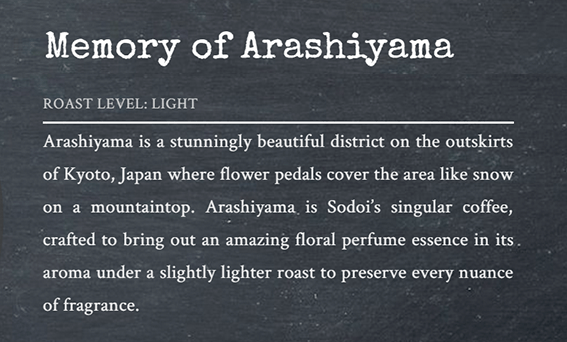 Memory of Arashiyama
ROAST LEVEL: LIGHT
Arashiyama is a stunningly beautiful district on the outskirts
of Kyoto, Japan where flower pedals cover the area like snow
on a mountaintop. Arashiyama is Sodoi's singular coffee,
crafted to bring out an amazing floral perfume essence in its
aroma under a slightly lighter roast to preserve every nuance
of fragrance.